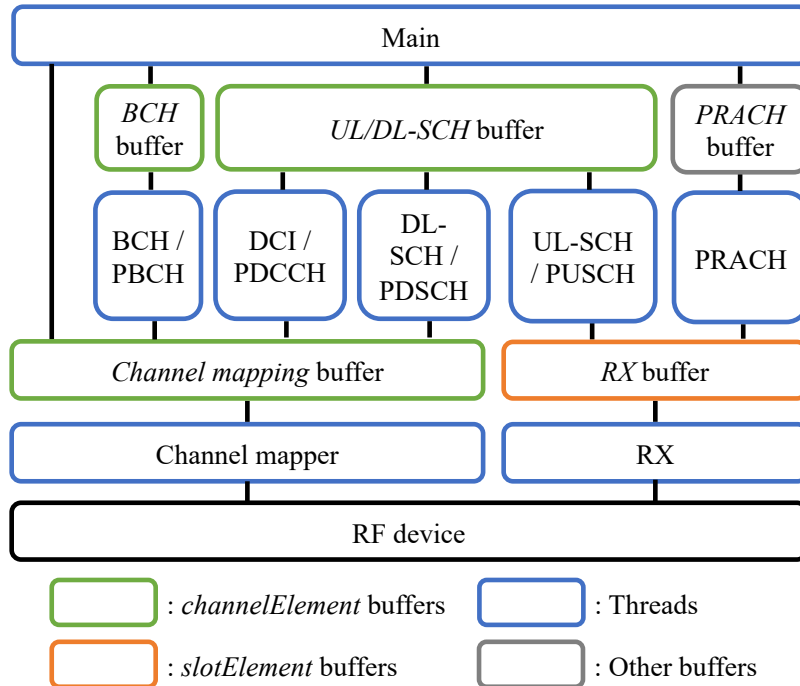 Main
BCH
buffer
UL/DL-SCH buffer
PRACH
buffer
BCH /
PBCH
DCI /
PDCCH
DL-
SCH /
PDSCH
UL-SCH
/ PUSCH
PRACH
Channel mapping buffer
RX buffer
Channel mapper
RX
RF device
: channelElement buffers
: Threads
: slotElement buffers
: Other buffers